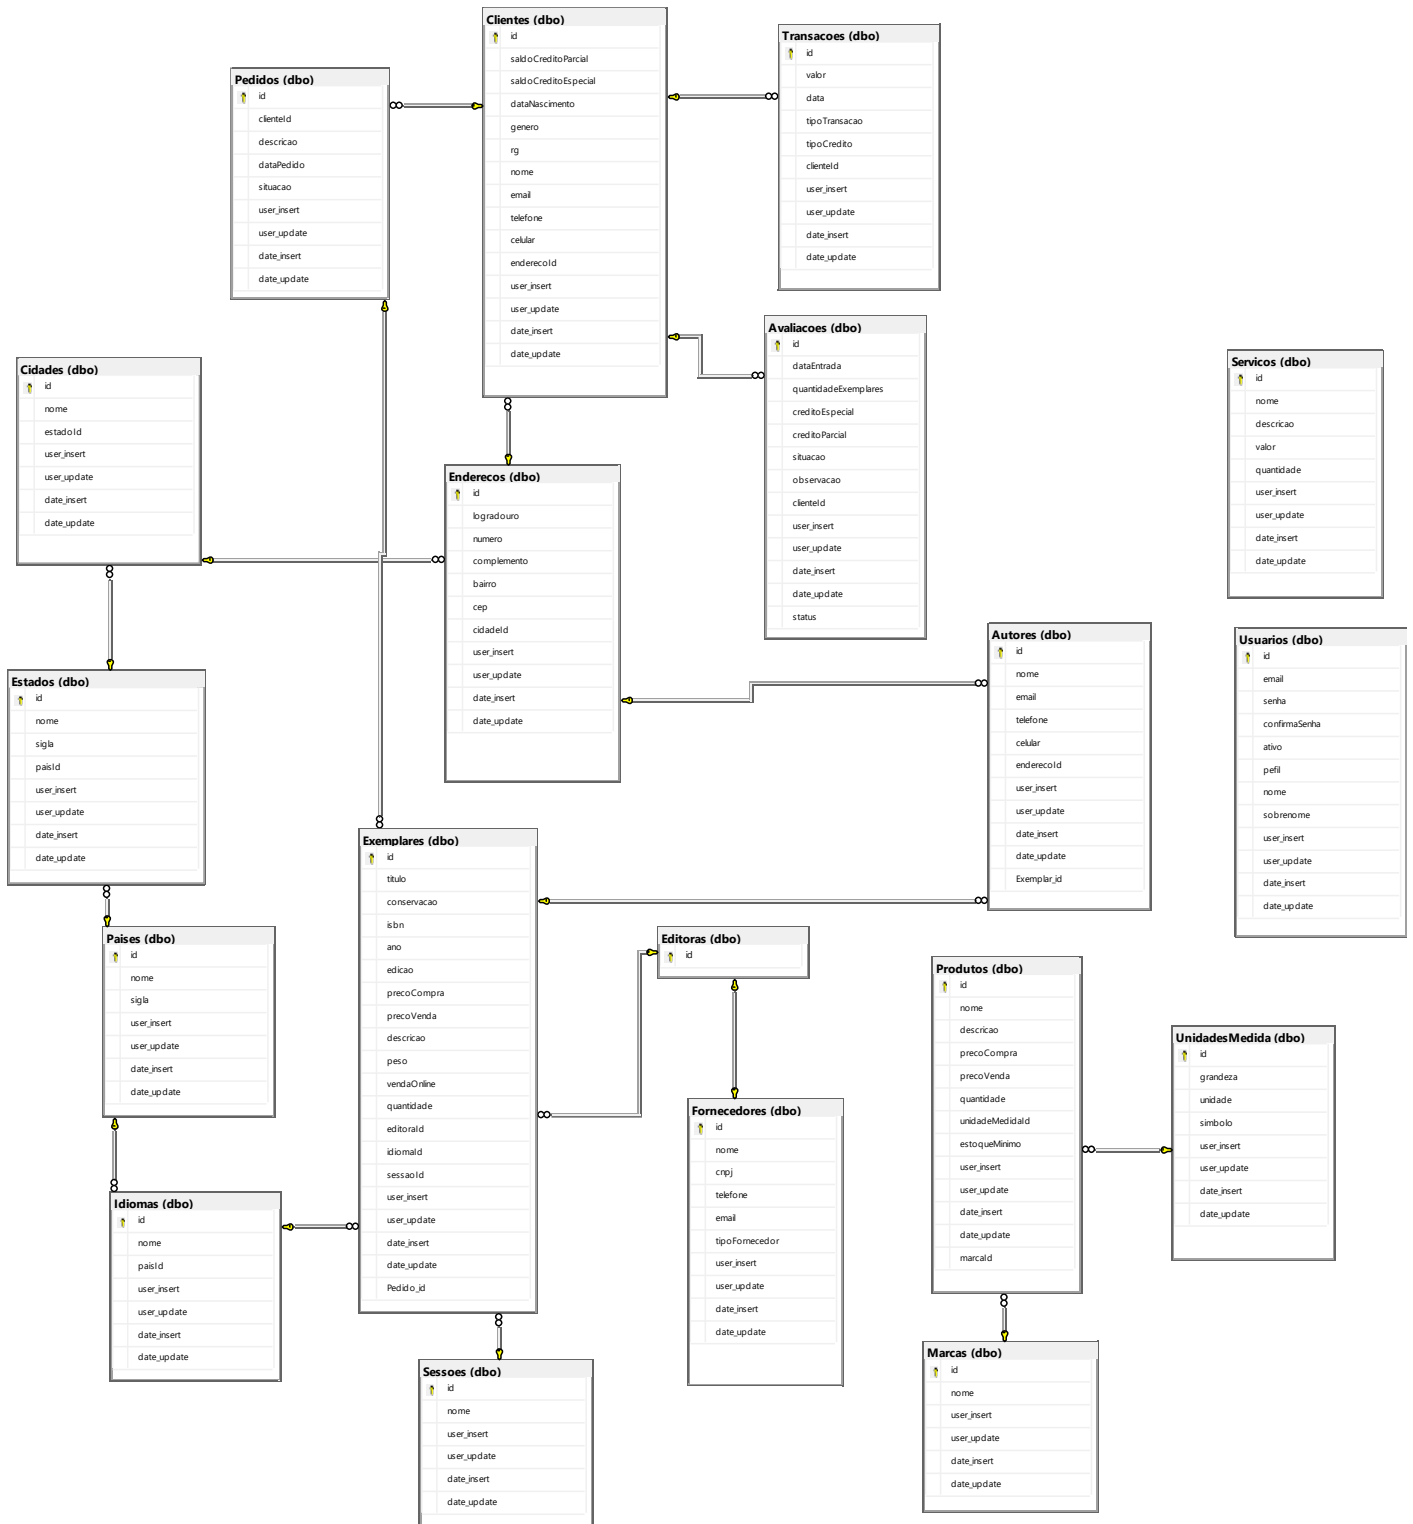 Clientes (dbo)
id
saldoCreditoParcial
saldoCreditoEspecial
dataNascimento
genero
rg
nome
email
telefone
celular
enderecoId
user_insert
user_update
date_insert
date_update
Transacoes (dbo)
id
valor
data
tipoTransacao
tipoCredito
clienteId
user_insert
user_update
date_insert
date_update
Pedidos (dbo)
id
clienteId
descricao
dataPedido
situacao
user_insert
user_update
date_insert
date_update
Avaliacoes (dbo)
id
dataEntrada
quantidadeExemplares
creditoEspecial
creditoParcial
situacao
observacao
clienteId
user_insert
user_update
date_insert
date_update
status
Servicos (dbo)
id
nome
descricao
valor
quantidade
user_insert
user_update
date_insert
date_update
Cidades (dbo)
id
nome
estadoId
user_insert
user_update
date_insert
date_update
Enderecos (dbo)
id
logradouro
numero
complemento
bairro
cep
cidadeId
user_insert
user_update
date_insert
date_update
Autores (dbo)
id
nome
email
telefone
celular
enderecoId
user_insert
user_update
date_insert
date_update
Exemplar_id
Usuarios (dbo)
id
email
senha
confirmaSenha
ativo
pefil
nome
sobrenome
user_insert
user_update
date_insert
date_update
Estados (dbo)
id
nome
sigla
paisId
user_insert
user_update
date_insert
date_update
Exemplares (dbo)
id
titulo
conservacao
isbn
ano
edicao
precoCompra
precoVenda
descricao
peso
vendaOnline
quantidade
editoraId
idiomaId
sessaoId
user_insert
user_update
date_insert
date_update
Pedido_id
Paises (dbo)
id
nome
sigla
user_insert
user_update
date_insert
date_update
Editoras (dbo)
id
Produtos (dbo)
id
nome
descricao
precoCompra
precoVenda
quantidade
unidadeMedidaId
estoqueMinimo
user_insert
user_update
date_insert
date_update
marcaId
UnidadesMedida (dbo)
id
grandeza
unidade
simbolo
user_insert
user_update
date_insert
date_update
Fornecedores (dbo)
id
nome
cnpj
telefone
email
tipoFornecedor
user_insert
user_update
date_insert
date_update
Idiomas (dbo)
id
nome
paisId
user_insert
user_update
date_insert
date_update
Sessoes (dbo)
id
nome
user_insert
user_update
date_insert
date_update
Marcas (dbo)
id
nome
user_insert
user_update
date_insert
date_update